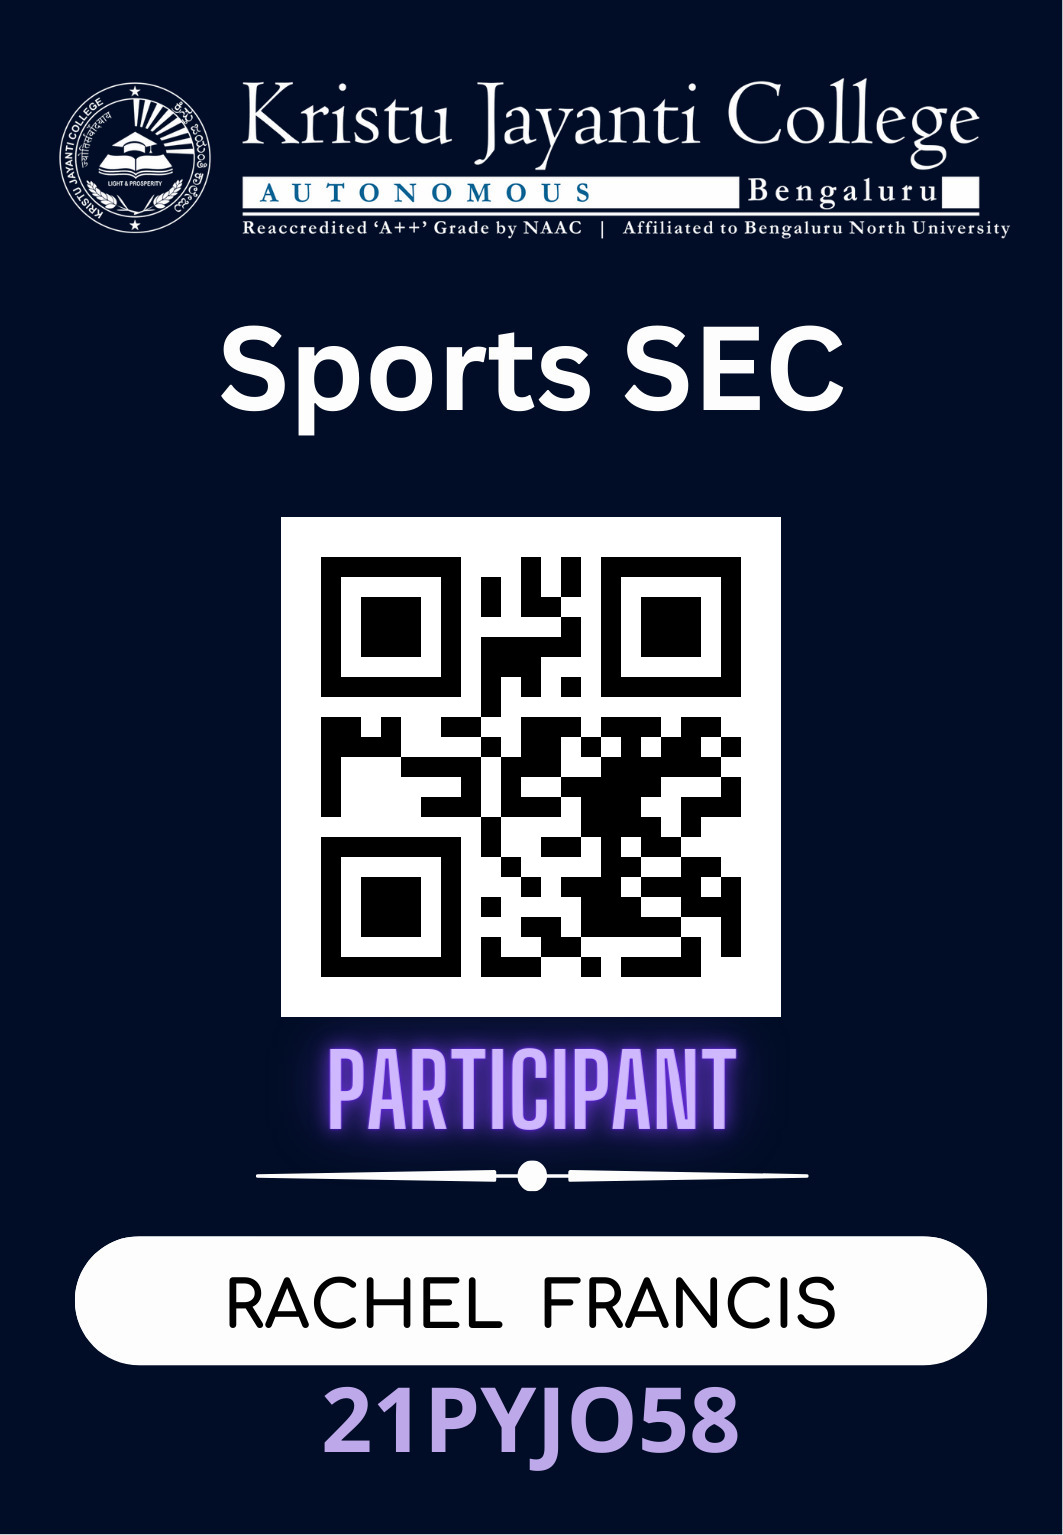 Kristu Jayanti College
AUTONOMOUS Bengaluru
Reaccredited ‘A++’ Grade by NAAC | Affiliated to Bengaluru North University
KRISTU JAYANTI COLLEGE
ಕ್ರಿಸ್ತು ಜಯಂತಿ ಕಾಲೇಜು
LIGHT & PROSPERITY
Sports SEC
PARTICIPANT
RACHEL FRANCIS
21PYJO58